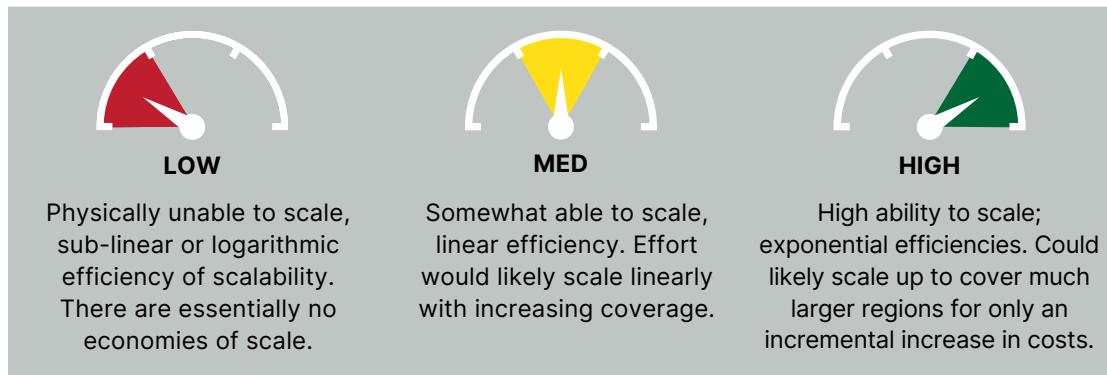 LOW
Physically unable to scale,
sub-linear or logarithmic
efficiency of scalability.
There are essentially no
economies of scale.
MED
Somewhat able to scale,
linear efficiency. Effort
would likely scale linearly
with increasing coverage.
HIGH
High ability to scale;
exponential efficiencies. Could
likely scale up to cover much
larger regions for only an
incremental increase in costs.